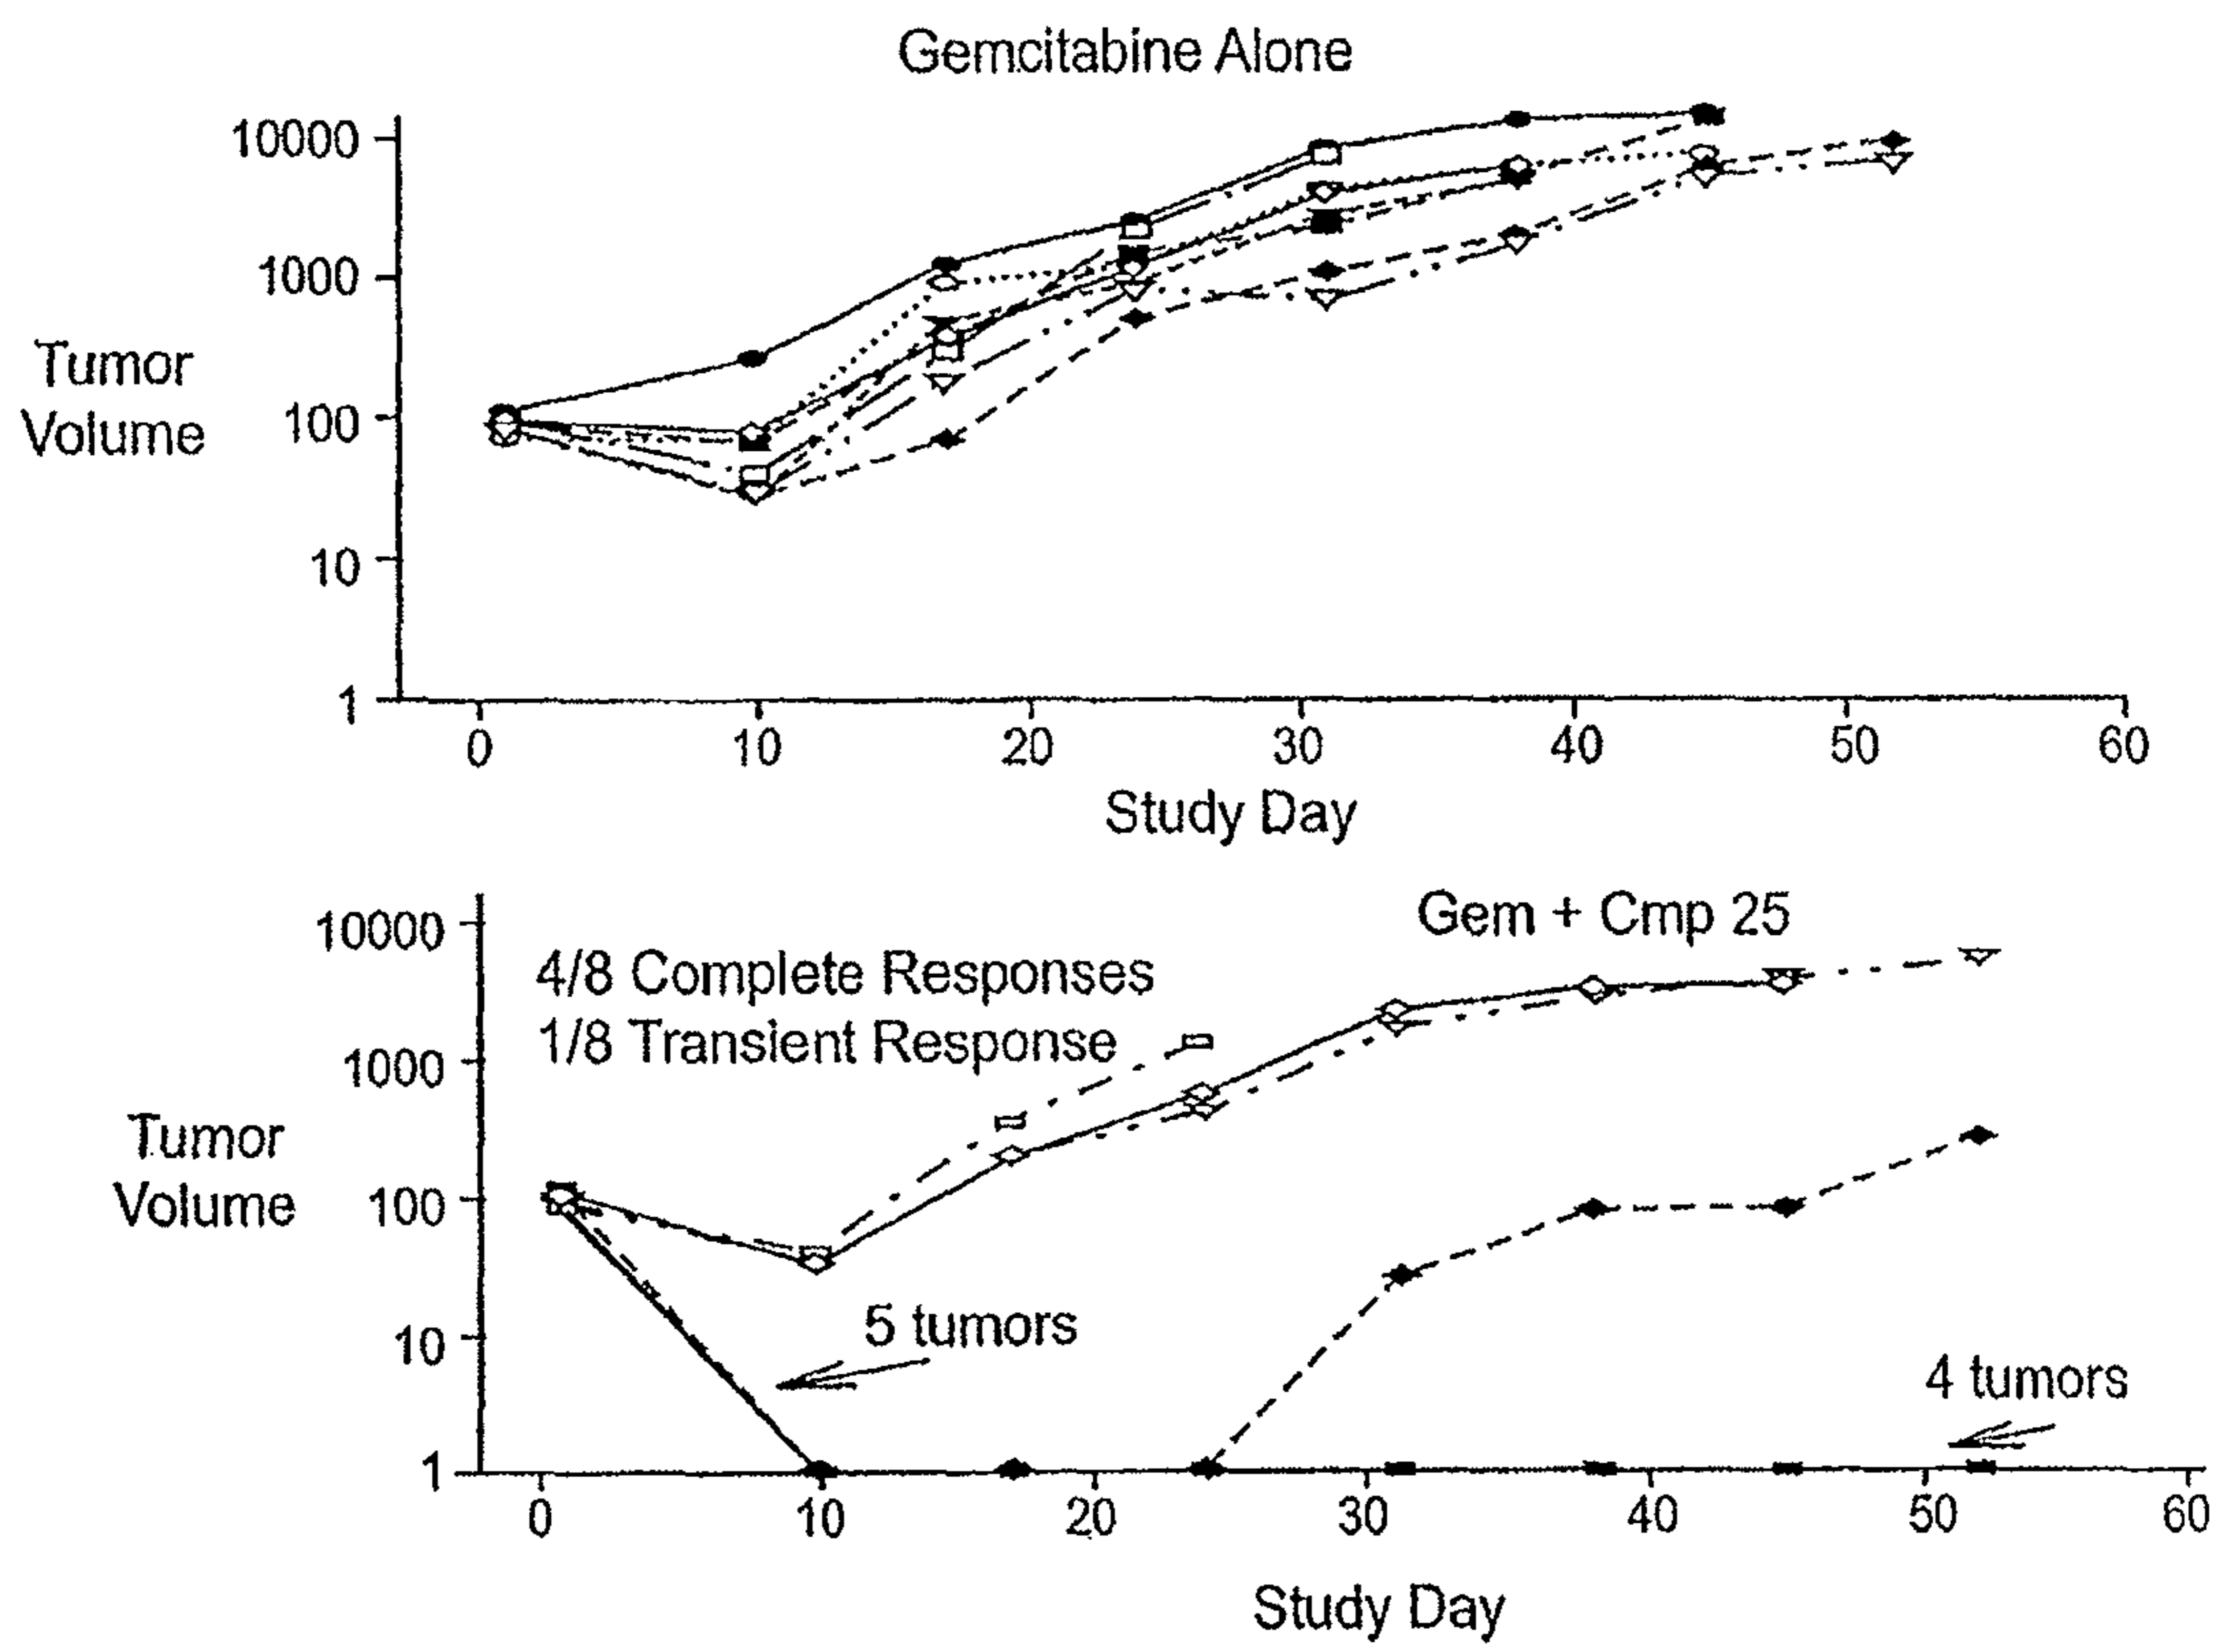 Gemcitabine Alone
10000
1000
100
10
1
Tumor
Volume
0 10 20 30 40 50 60
Study Day
Gem + Cmp 25
4/8 Complete Responses
1/8 Transient Response
10000
1000
100
10
1
Tumor
Volume
5 tumors
4 tumors
0 10 20 30 40 50 60
Study Day